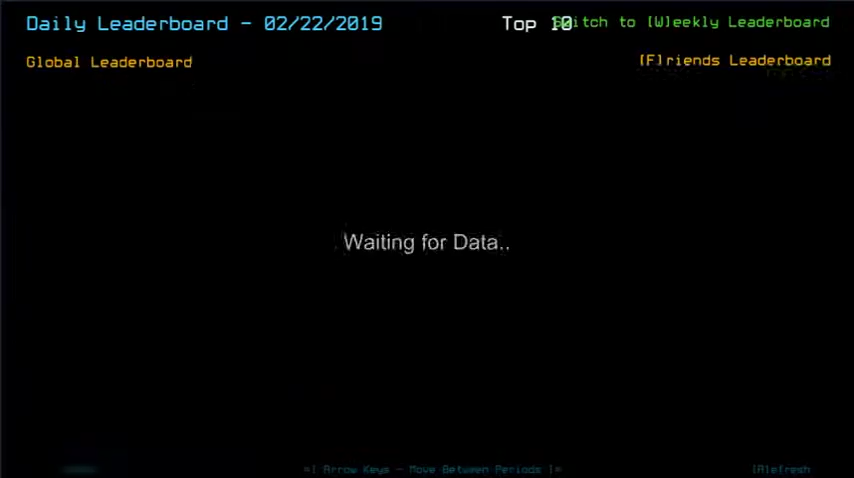 Daily Leaderboard - 02/22/2019
Top 10
Switch to [W]eekly Leaderboard
Global Leaderboard
[F]riends Leaderboard
Waiting for Data..
[ Arrow Keys - Move Between Periods ]
Refresh